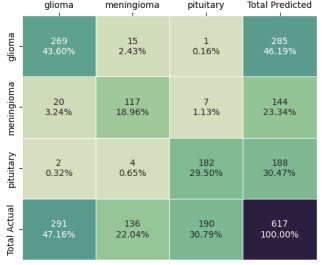 glioma meningioma pituitary Total Predicted
glioma 269 15 1 285
43.60% 2.43% 0.16% 46.19%
meningioma 20 117 7 144
3.24% 18.96% 1.13% 23.34%
pituitary 2 4 182 188
0.32% 0.65% 29.50% 30.47%
Total Actual 291 136 190 617
47.16% 22.04% 30.79% 100.00%